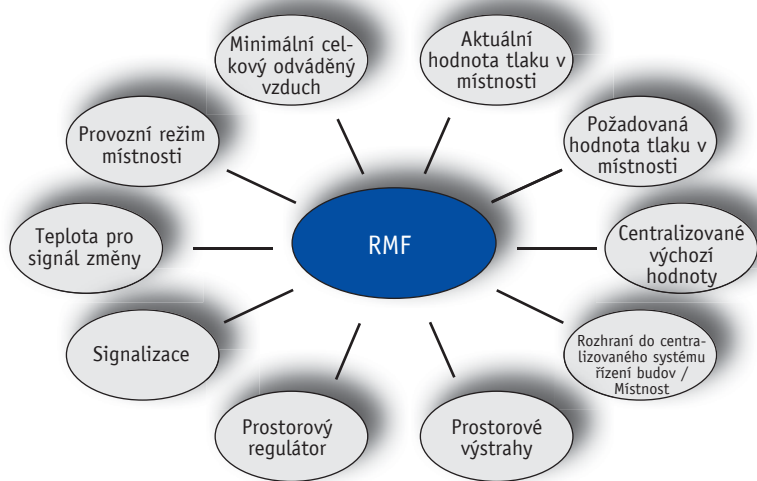 Minimální cel-
kový odváděný
vzduch
Aktuální
hodnota tlaku v
místnosti
Provozní režim
místnosti
Požadovaná
hodnota tlaku v
místnosti
Teplota pro
signál změny
RMF
Centralizované
výchozí
hodnoty
Signalizace
Rozhraní do centra-
lizovaného systému
řízení budov /
Místnost
Prostorový
regulátor
Prostorové
výstrahy